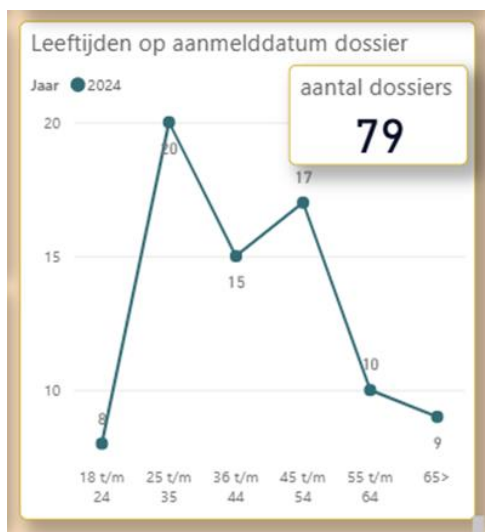 Leeftijden op aanmelddatum dossier
Jaar 2024
aantal dossiers
79
20
15
10
8
20
15
17
10
9
18 t/m 24
25 t/m 35
36 t/m 44
45 t/m 54
55 t/m 64
65>